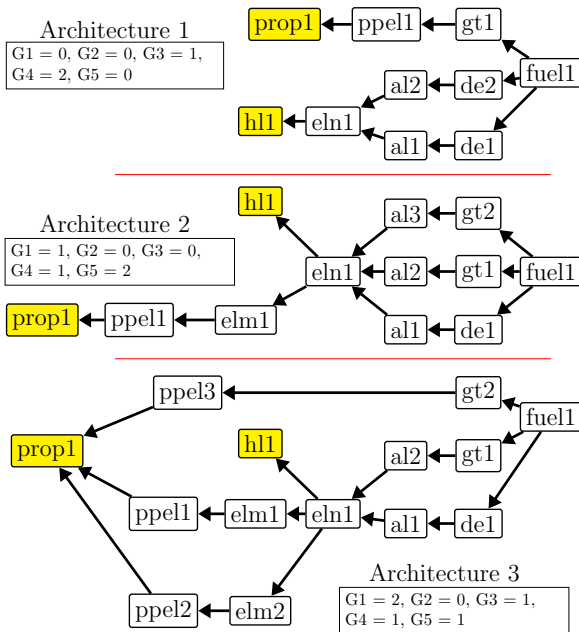 Architecture 1
G1 = 0, G2 = 0, G3 = 1,
G4 = 2, G5 = 0
prop1
ppel1
gt1
fuel1
al2
de2
hl1
eln1
al1
de1
Architecture 2
G1 = 1, G2 = 0, G3 = 0,
G4 = 1, G5 = 2
hl1
al3
gt2
eln1
al2
gt1
fuel1
prop1
ppel1
elm1
al1
de1
ppel3
gt2
fuel1
prop1
hl1
al2
gt1
ppel1
elm1
eln1
al1
de1
ppel2
elm2
Architecture 3
G1 = 2, G2 = 0, G3 = 1,
G4 = 1, G5 = 1